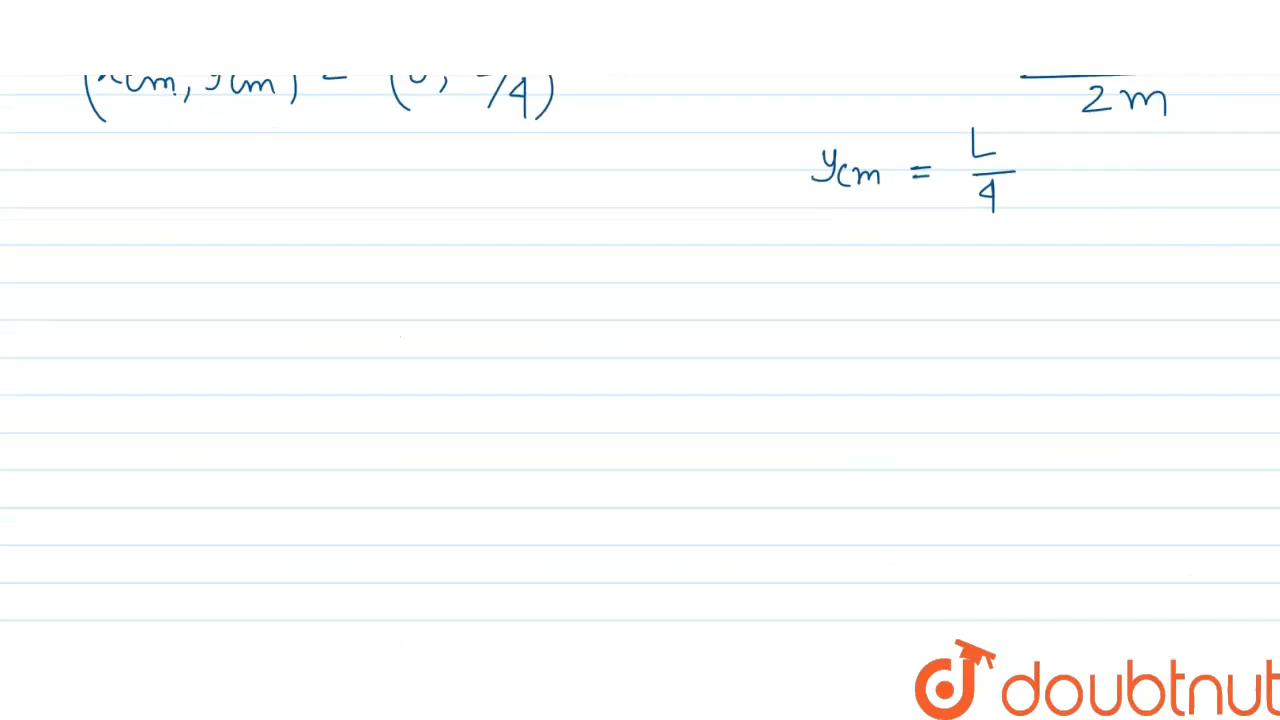 (xcm, ycm) = (0, L/4)
2m
ycm = L/4
doubtnut